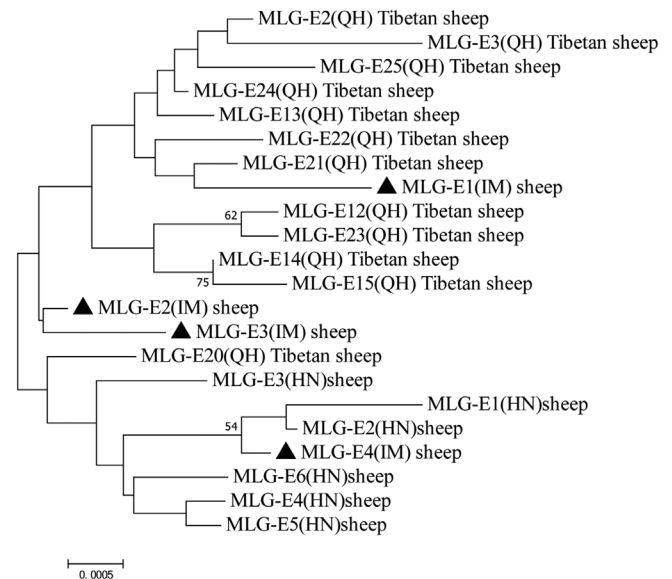 MLG-E2(QH) Tibetan sheep
MLG-E3(QH) Tibetan sheep
MLG-E25(QH) Tibetan sheep
MLG-E24(QH) Tibetan sheep
MLG-E13(QH) Tibetan sheep
MLG-E22(QH) Tibetan sheep
MLG-E21(QH) Tibetan sheep
MLG-E1(IM) sheep
62
MLG-E12(QH) Tibetan sheep
MLG-E23(QH) Tibetan sheep
MLG-E14(QH) Tibetan sheep
75
MLG-E15(QH) Tibetan sheep
MLG-E2(IM) sheep
MLG-E3(IM) sheep
MLG-E20(QH) Tibetan sheep
MLG-E3(HN)sheep
MLG-E1(HN)sheep
54
MLG-E2(HN)sheep
MLG-E4(IM) sheep
MLG-E6(HN)sheep
MLG-E4(HN)sheep
MLG-E5(HN)sheep
0.0005